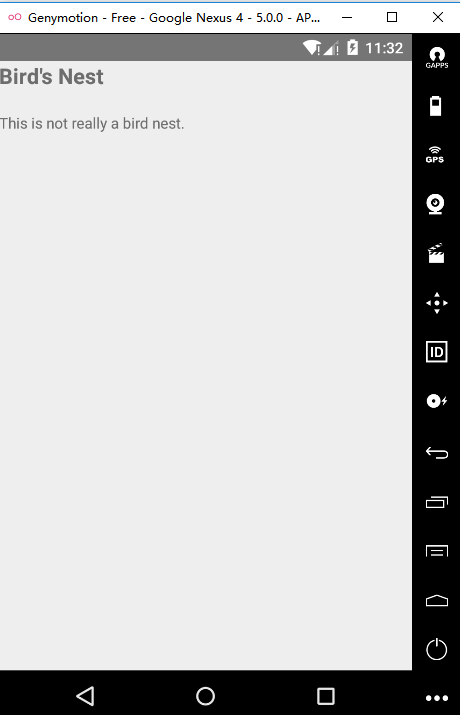 Genymotion - Free - Google Nexus 4 - 5.0.0 - AP...
11:32
GAPPS
Bird's Nest
This is not really a bird nest.
GPS
ID